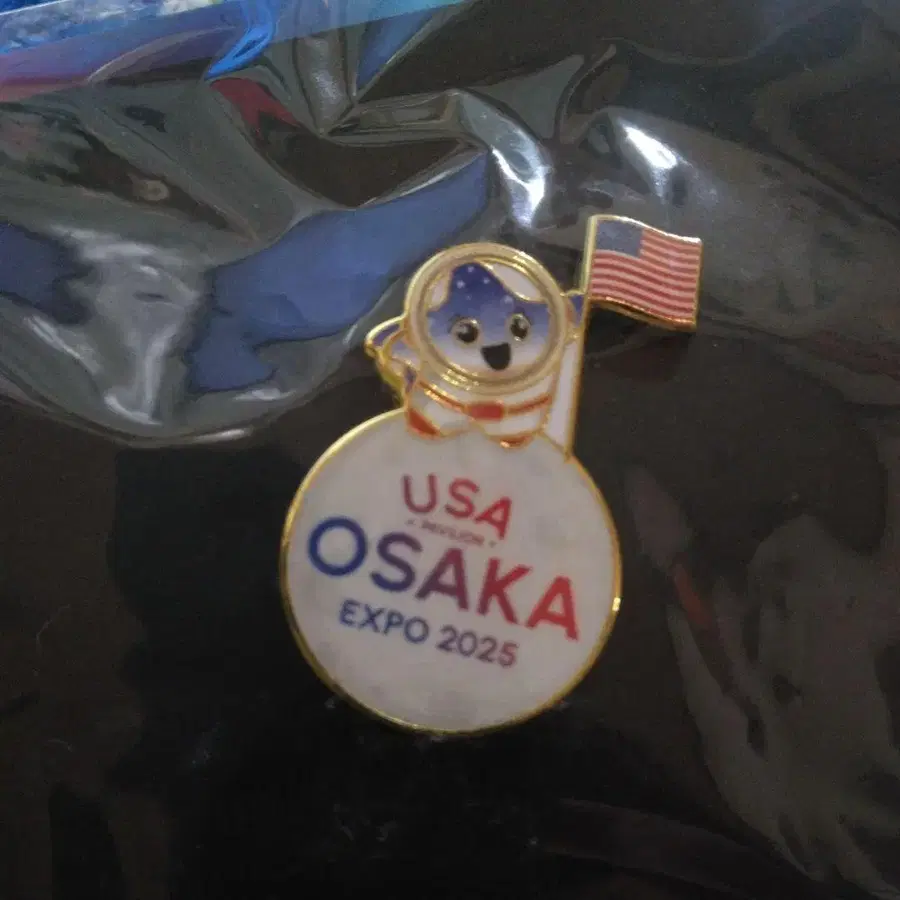 USA
★ PAVILION ★
OSAKA
EXPO 2025